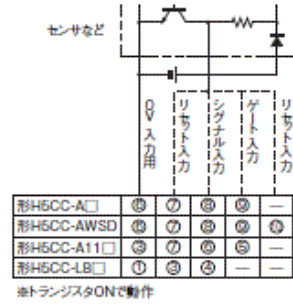 センサなど
0V入力用
リセット入力
シグナル入力
ゲート入力
リセット入力
形H5CC-A□ ⑥ ⑦ ⑧ ⑨ —
形H5CC-AWSD ⑥ ⑦ ⑧ ⑨ ⑩
形H5CC-A11□ ③ ⑦ ⑥ ⑤ —
形H5CC-LB□ ① ③ ④ — —
※トランジスタONで動作